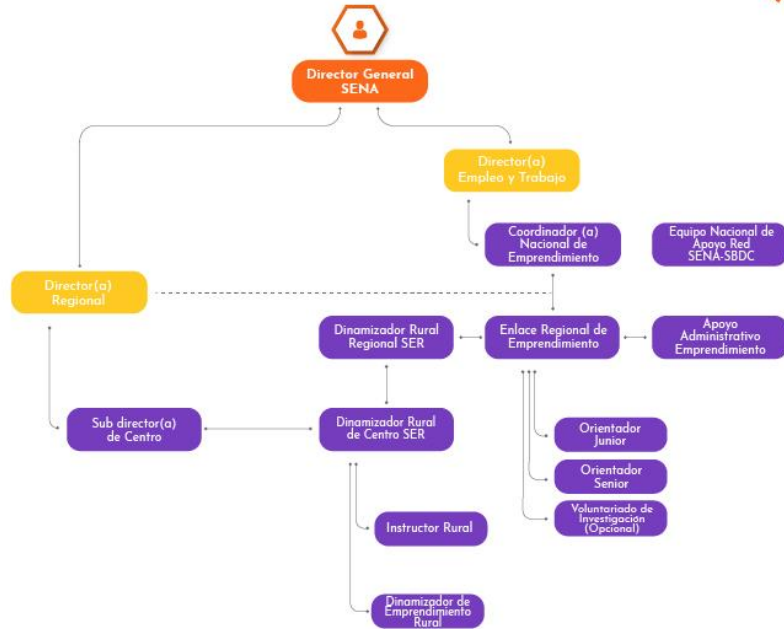 Director General
SENA
Director(a)
Empleo y Trabajo
Coordinador (a)
Nacional de
Emprendimiento
Equipo Nacional de
Apoyo Red
SENA-SBDC
Director(a)
Regional
Dinamizador Rural
Regional SER
Enlace Regional de
Emprendimiento
Apoyo
Administrativo
Emprendimiento
Sub director(a)
de Centro
Dinamizador Rural
de Centro SER
Orientador
Junior
Orientador
Senior
Voluntariado de
Investigación
(Opcional)
Instructor Rural
Dinamizador de
Emprendimiento
Rural